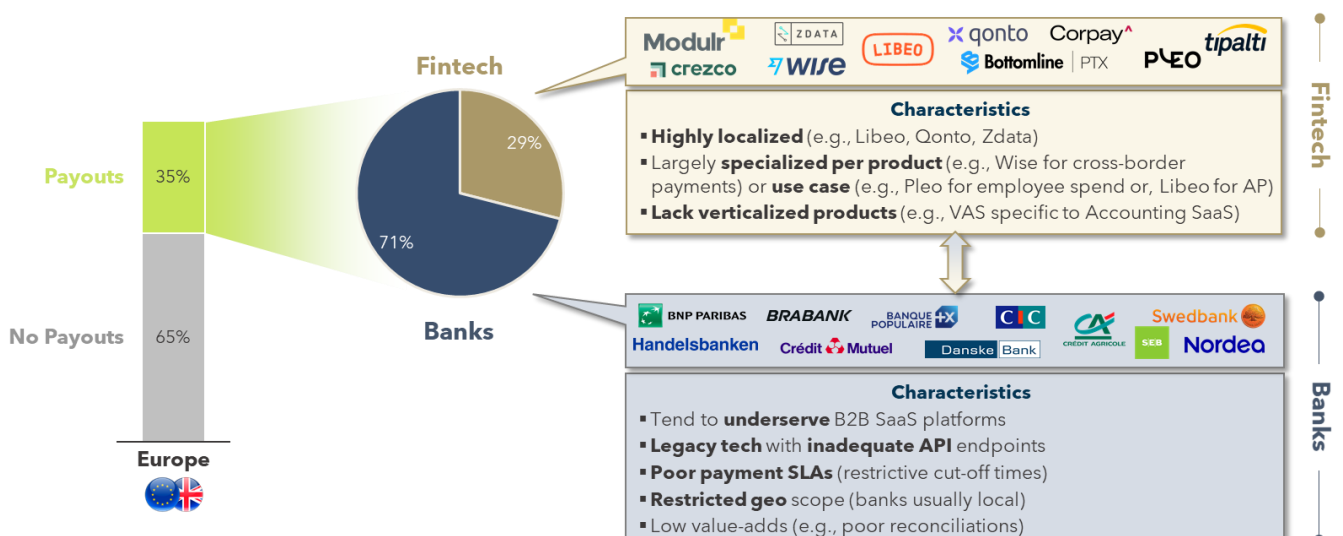 Payouts
35%
No Payouts
65%
Europe
Fintech
29%
71%
Banks
Modulr
ZDATA
LIBEO
qonto
Corpay^
tipalti
crezco
WISE
Bottomline | PTX
PLEO
Characteristics
▪ Highly localized (e.g., Libeo, Qonto, Zdata)
▪ Largely specialized per product (e.g., Wise for cross-border
payments) or use case (e.g., Pleo for employee spend or, Libeo for AP)
▪ Lack verticalized products (e.g., VAS specific to Accounting SaaS)
Fintech
BNP PARIBAS
BRABANK
BANQUE
POPULAIRE
CIC
CRÉDIT AGRICOLE
Swedbank
Handelsbanken
Crédit Mutuel
Danske Bank
SEB
Nordea
Characteristics
▪ Tend to underserve B2B SaaS platforms
▪ Legacy tech with inadequate API endpoints
▪ Poor payment SLAs (restrictive cut-off times)
▪ Restricted geo scope (banks usually local)
▪ Low value-adds (e.g., poor reconciliations)
Banks